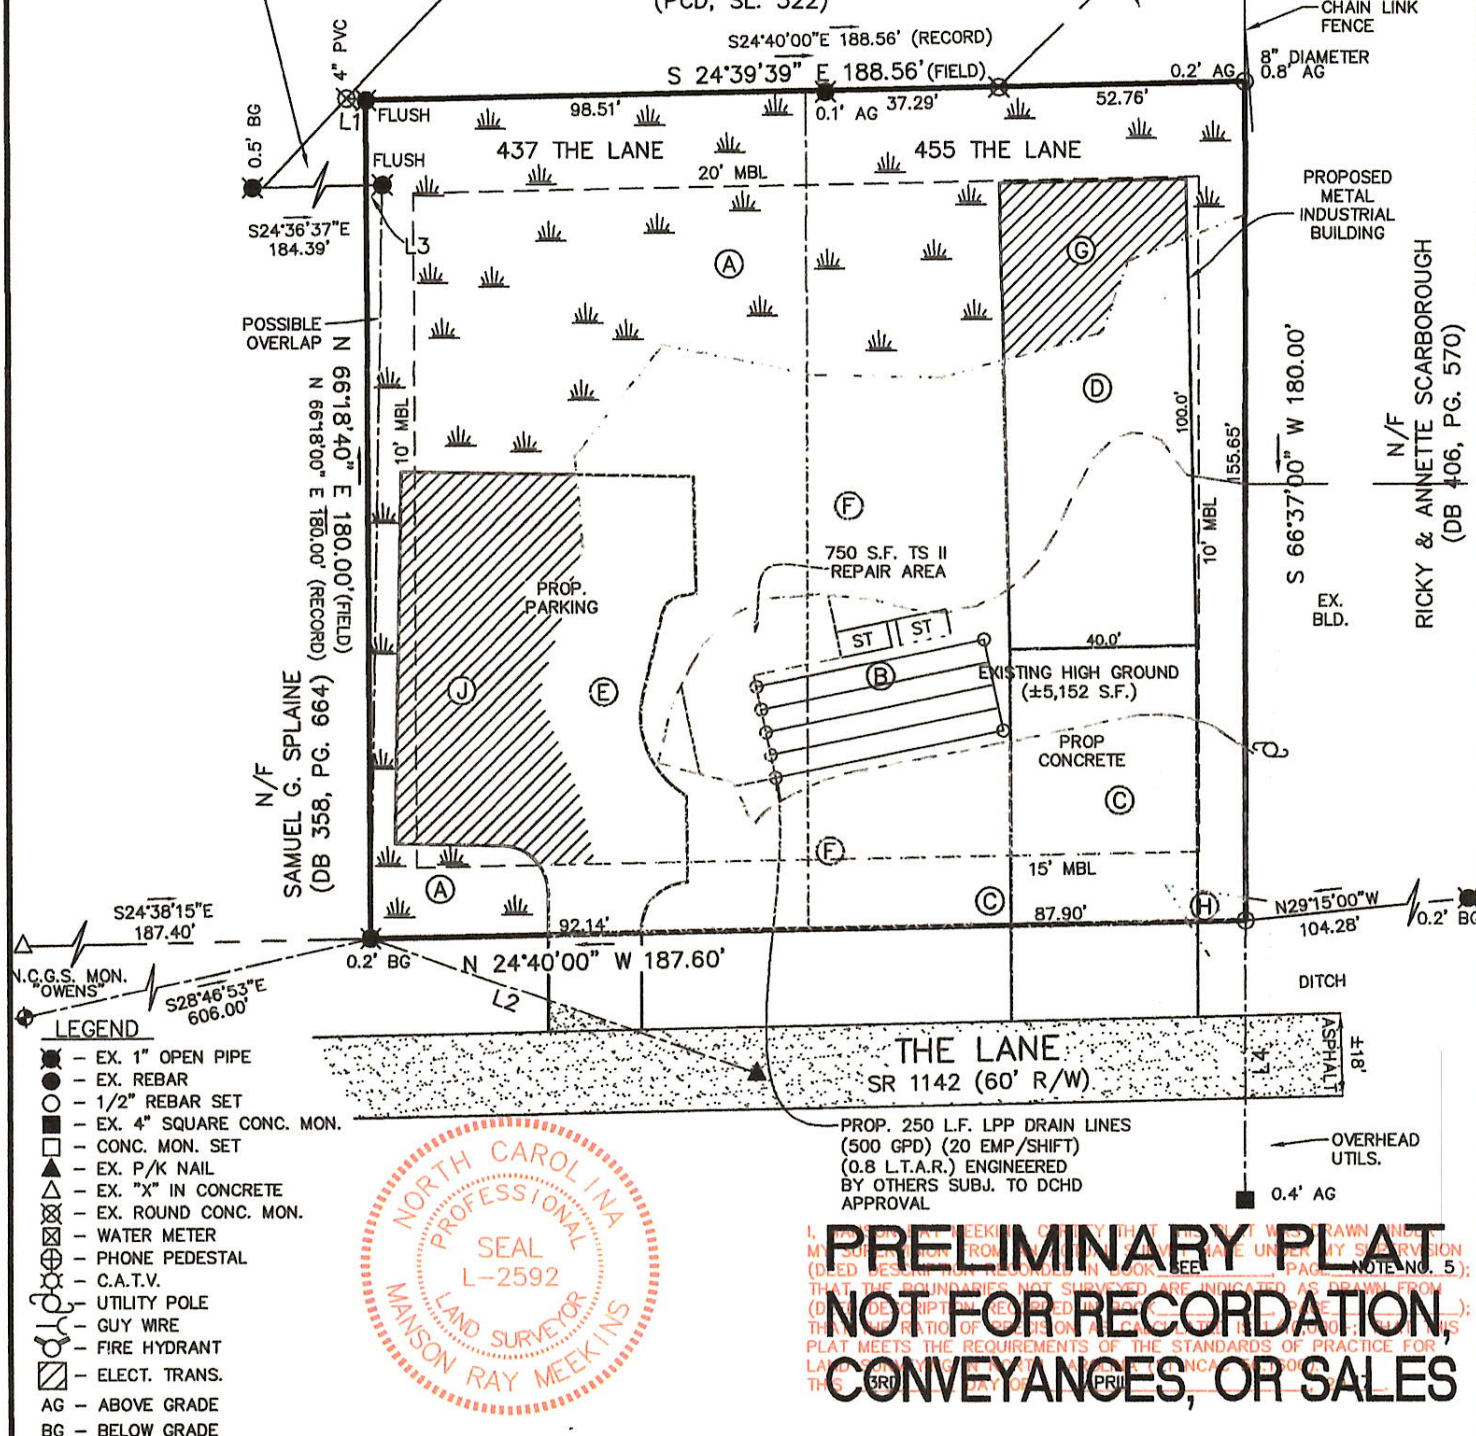 (PCD, SL. 322)
CHAIN LINK
FENCE
S24°40'00"E 188.56' (RECORD)
S 24°39'39" E 188.56' (FIELD)
0.2' AG
8" DIAMETER
0.8' AG
4" PVC
L1
FLUSH
98.51'
0.1' AG
37.29'
52.76'
0.5' BG
FLUSH
437 THE LANE
455 THE LANE
20' MBL
PROPOSED
METAL
INDUSTRIAL
BUILDING
S24°36'37"E
184.39'
L3
A
G
POSSIBLE
OVERLAP
N 66°18'40" E 180.00' (FIELD)
N 66°18'00" E 180.00' (RECORD)
10' MBL
D
100.0'
155.65'
S 66°37'00" W 180.00'
N/F
RICKY & ANNETTE SCARBOROUGH
(DB 406, PG. 570)
F
10' MBL
750 S.F. TS II
REPAIR AREA
PROP.
PARKING
EX.
BLD.
ST
ST
40.0'
B
EXISTING HIGH GROUND
(±5,152 S.F.)
J
E
N/F
SAMUEL G. SPLAINE
(DB 358, PG. 664)
PROP
CONCRETE
C
F
15' MBL
A
C
87.90'
H
N29°15'00"W
104.28'
0.2' BG
S24°38'15"E
187.40'
92.14'
0.2' BG
N 24°40'00" W 187.60'
N.C.G.S. MON.
"OWENS"
S28°46'53"E
606.00'
L2
DITCH
THE LANE
SR 1142 (60' R/W)
L4
ASPHALT
±18'
LEGEND
– EX. 1" OPEN PIPE
– EX. REBAR
– 1/2" REBAR SET
– EX. 4" SQUARE CONC. MON.
– CONC. MON. SET
– EX. P/K NAIL
– EX. "X" IN CONCRETE
– EX. ROUND CONC. MON.
– WATER METER
– PHONE PEDESTAL
– C.A.T.V.
– UTILITY POLE
– GUY WIRE
– FIRE HYDRANT
– ELECT. TRANS.
AG – ABOVE GRADE
BG – BELOW GRADE
NORTH CAROLINA
PROFESSIONAL
SEAL
L-2592
LAND SURVEYOR
MANSON RAY MEEKINS
PROP. 250 L.F. LPP DRAIN LINES
(500 GPD) (20 EMP/SHIFT)
(0.8 L.T.A.R.) ENGINEERED
BY OTHERS SUBJ. TO DCHD
APPROVAL
OVERHEAD
UTILS.
0.4' AG
PRELIMINARY PLAT
NOT FOR RECORDATION,
CONVEYANCES, OR SALES
SEE NOTE NO. 5);
THAT THE BOUNDARIES NOT SURVEYED ARE INDICATED AS DRAWN FROM
PLAT MEETS THE REQUIREMENTS OF THE STANDARDS OF PRACTICE FOR
3RD